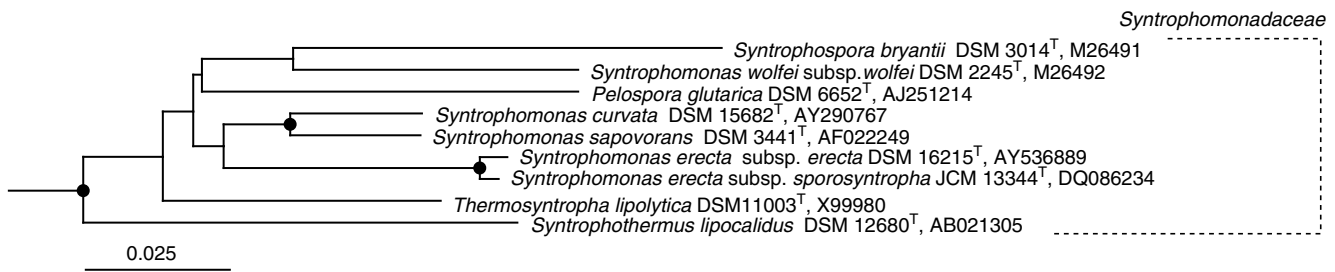 Syntrophomonadaceae
Syntrophospora bryantii DSM 3014T, M26491
Syntrophomonas wolfei subsp.wolfei DSM 2245T, M26492
Pelospora glutarica DSM 6652T, AJ251214
Syntrophomonas curvata DSM 15682T, AY290767
Syntrophomonas sapovorans DSM 3441T, AF022249
Syntrophomonas erecta subsp. erecta DSM 16215T, AY536889
Syntrophomonas erecta subsp. sporosyntropha JCM 13344T, DQ086234
Thermosyntropha lipolytica DSM11003T, X99980
Syntrophothermus lipocalidus DSM 12680T, AB021305
0.025